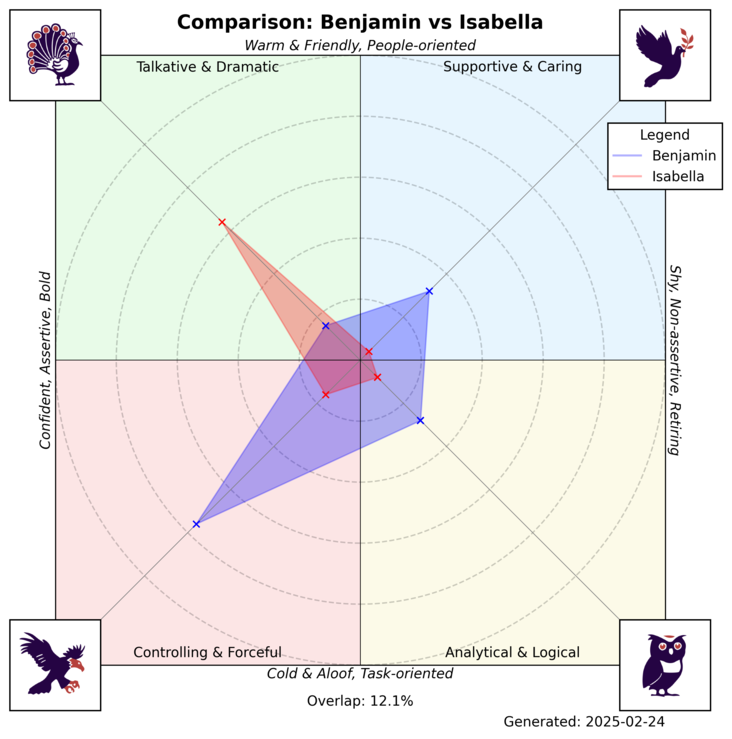 Comparison: Benjamin vs Isabella
Warm & Friendly, People-oriented
Talkative & Dramatic
Supportive & Caring
Legend
Benjamin
Isabella
Confident, Assertive, Bold
Shy, Non-assertive, Retiring
Controlling & Forceful
Analytical & Logical
Cold & Aloof, Task-oriented
Overlap: 12.1%
Generated: 2025-02-24